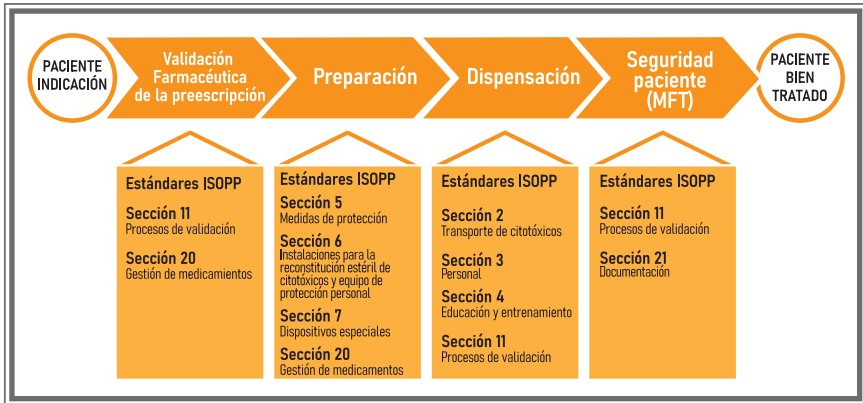 PACIENTE
INDICACIÓN
Validación
Farmacéutica
de la preescripción
Preparación
Dispensación
Seguridad
paciente
(MFT)
PACIENTE
BIEN
TRATADO
Estándares ISOPP
Sección 11
Procesos de validación
Sección 20
Gestión de medicamientos
Estándares ISOPP
Sección 5
Medidas de protección
Sección 6
Instalaciones para la
reconstitución estéril de
citotóxicos y equipo de
protección personal
Sección 7
Dispositivos especiales
Sección 20
Gestión de medicamentos
Estándares ISOPP
Sección 2
Transporte de citotóxicos
Sección 3
Personal
Sección 4
Educación y entrenamiento
Sección 11
Procesos de validación
Estándares ISOPP
Sección 11
Procesos de validación
Sección 21
Documentación